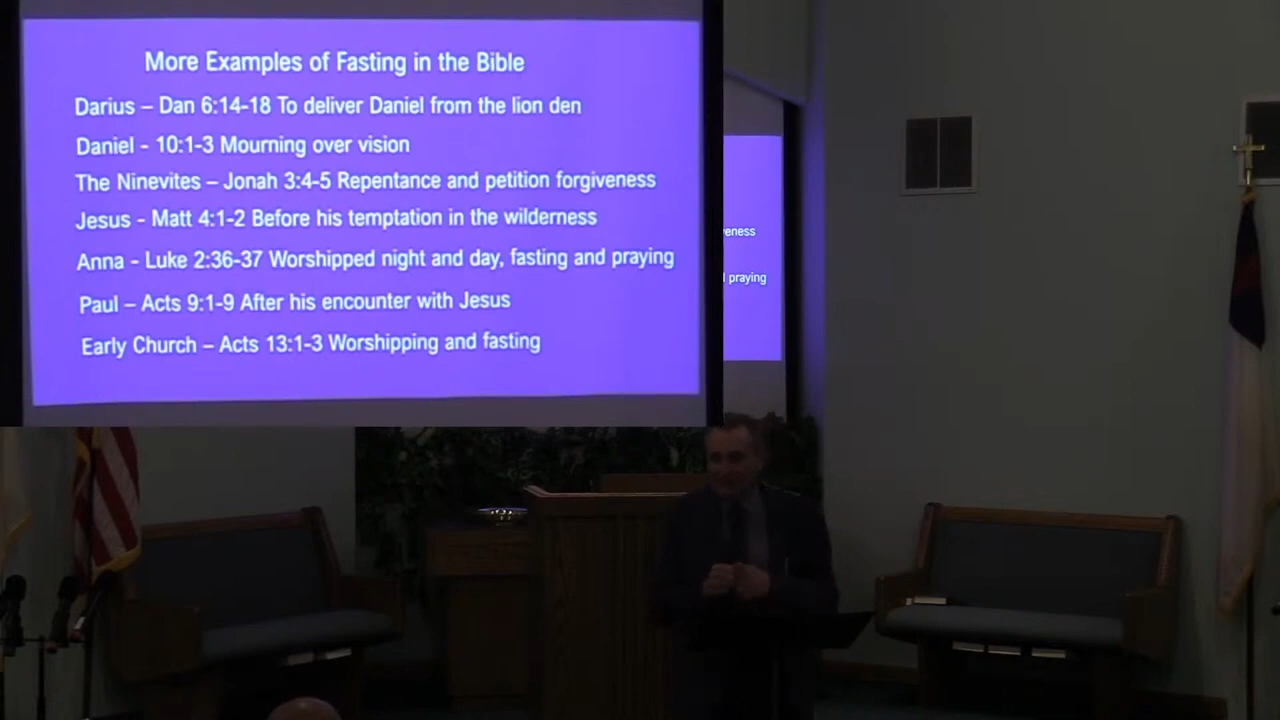 More Examples of Fasting in the Bible
Darius – Dan 6:14-18 To deliver Daniel from the lion den
Daniel - 10:1-3 Mourning over vision
The Ninevites – Jonah 3:4-5 Repentance and petition forgiveness
Jesus - Matt 4:1-2 Before his temptation in the wilderness
Anna - Luke 2:36-37 Worshipped night and day, fasting and praying
Paul – Acts 9:1-9 After his encounter with Jesus
Early Church – Acts 13:1-3 Worshipping and fasting
eness
praying